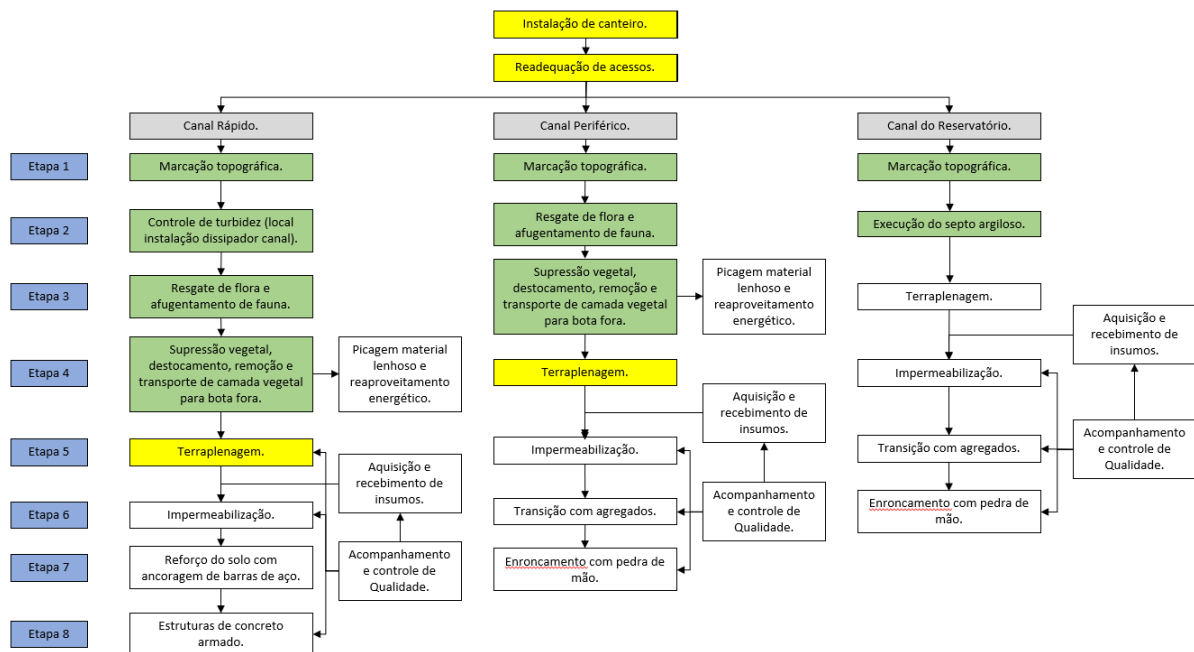 Instalação de canteiro.
Readequação de acessos.
Canal Rápido.
Canal Periférico.
Canal do Reservatório.
Etapa 1
Marcação topográfica.
Marcação topográfica.
Marcação topográfica.
Etapa 2
Controle de turbidez (local
instalação dissipador canal).
Resgate de flora e
afugentamento de fauna.
Execução do septo argiloso.
Etapa 3
Resgate de flora e
afugentamento de fauna.
Supressão vegetal,
destocamento, remoção e
transporte de camada vegetal
para bota fora.
Picagem material
lenhoso e
reaproveitamento
energético.
Terraplenagem.
Aquisição e
recebimento de
insumos.
Etapa 4
Supressão vegetal,
destocamento, remoção e
transporte de camada vegetal
para bota fora.
Picagem material
lenhoso e
reaproveitamento
energético.
Terraplenagem.
Aquisição e
recebimento de
insumos.
Impermeabilização.
Etapa 5
Terraplenagem.
Aquisição e
recebimento de
insumos.
Impermeabilização.
Transição com agregados.
Acompanhamento
e controle de
Qualidade.
Etapa 6
Impermeabilização.
Transição com agregados.
Acompanhamento
e controle de
Qualidade.
Enroncamento com pedra de
mão.
Etapa 7
Reforço do solo com
ancoragem de barras de aço.
Acompanhamento
e controle de
Qualidade.
Enroncamento com pedra de
mão.
Etapa 8
Estruturas de concreto
armado.